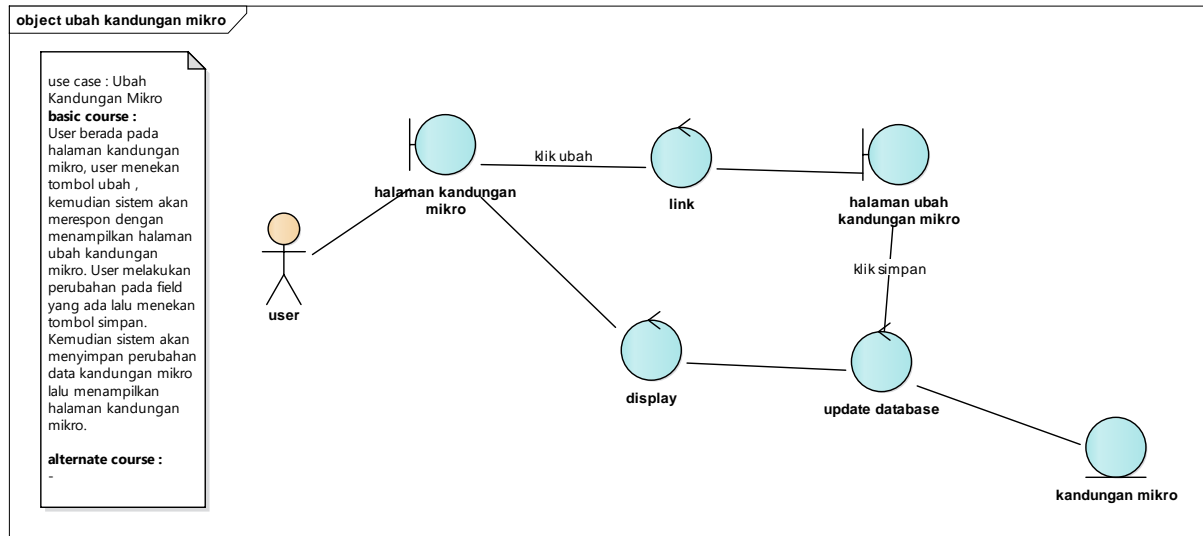 object ubah kandungan mikro
use case : Ubah
Kandungan Mikro
basic course :
User berada pada
halaman kandungan
mikro, user menekan
tombol ubah ,
kemudian sistem akan
merespon dengan
menampilkan halaman
ubah kandungan
mikro. User melakukan
perubahan pada field
yang ada lalu menekan
tombol simpan.
Kemudian sistem akan
menyimpan perubahan
data kandungan mikro
lalu menampilkan
halaman kandungan
mikro.
alternate course :
-
user
halaman kandungan
mikro
klik ubah
link
halaman ubah
kandungan mikro
klik simpan
display
update database
kandungan mikro